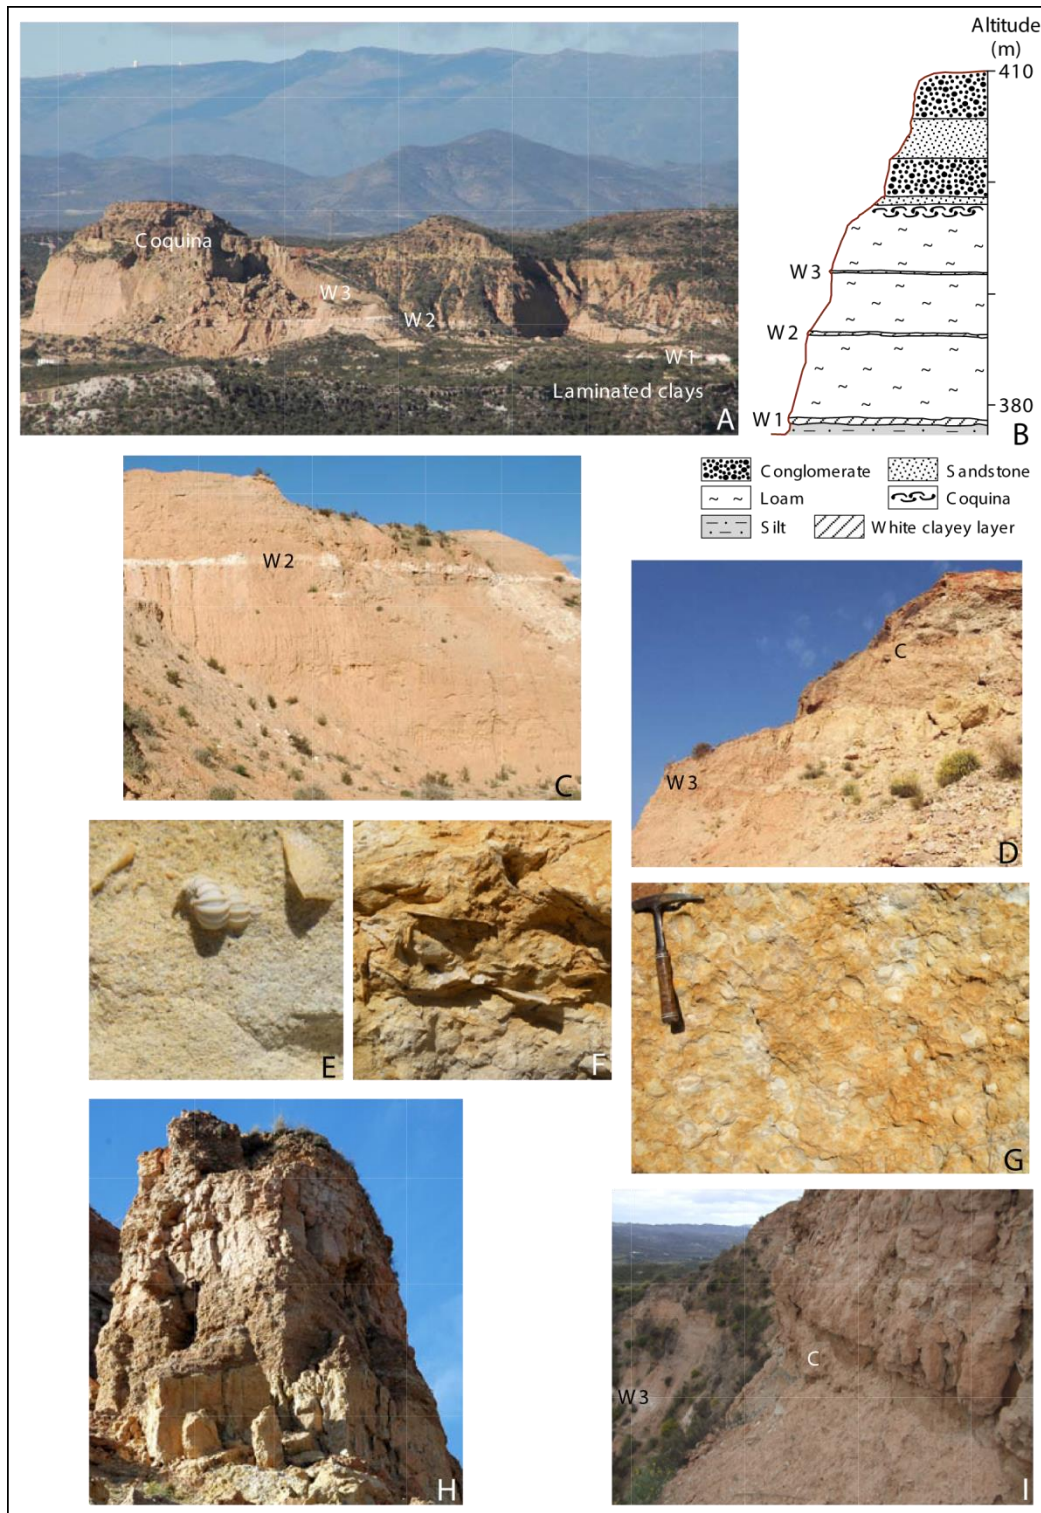 Coquina
W3
W2
W1
Laminated clays
A
Altitude
(m)
410
W3
W2
380
W1
B
Conglomerate
Sandstone
Loam
Coquina
Silt
White clayey layer
W2
C
C
W3
D
E
F
G
H
C
W3
I